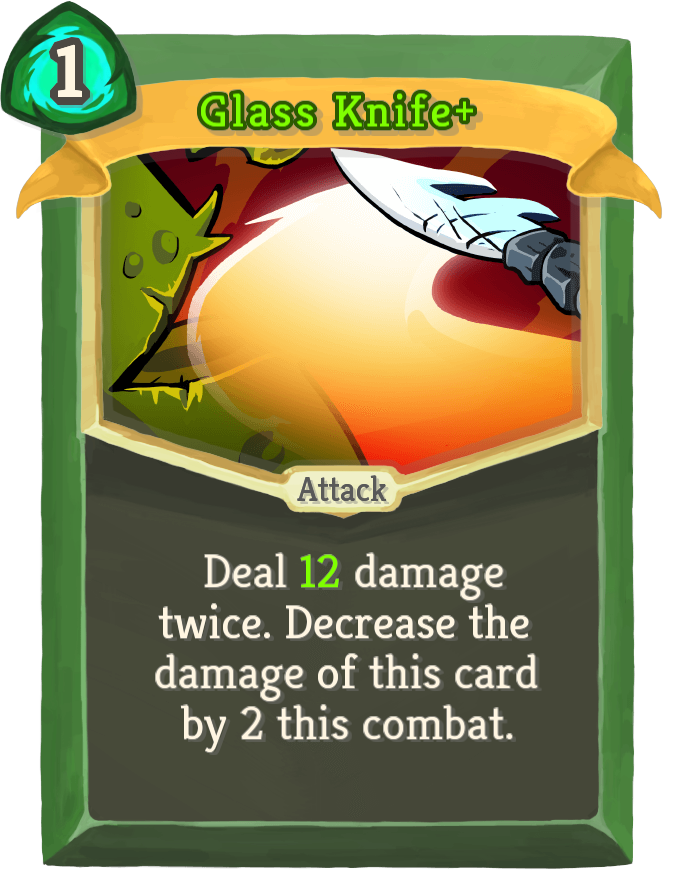 1
Glass Knife+
Attack
Deal 12 damage
twice. Decrease the
damage of this card
by 2 this combat.